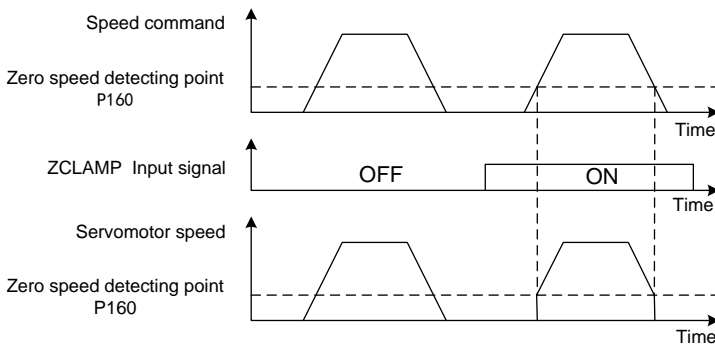 Speed command
Zero speed detecting point
P160
Time
ZCLAMP Input signal
OFF
ON
Time
Servomotor speed
Zero speed detecting point
P160
Time